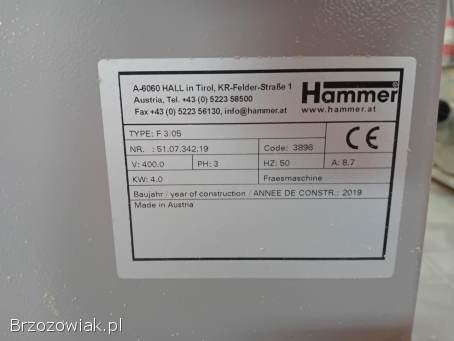 A-6060 HALL in Tirol, KR-Felder-Straße 1
Austria, Tel. +43 (0) 5223 58500
Fax +43 (0) 5223 56130, info@hammer.at
Hammer®
www.hammer.at
TYPE: F 3.05
NR. : 51.07.342.19 Code: 3896
CE
V: 400.0 PH: 3 HZ: 50 A: 8.7
KW: 4.0 Fraesmaschine
Baujahr / year of construction / ANNEE DE CONSTR.: 2019
Made in Austria
Brzozowiak.pl